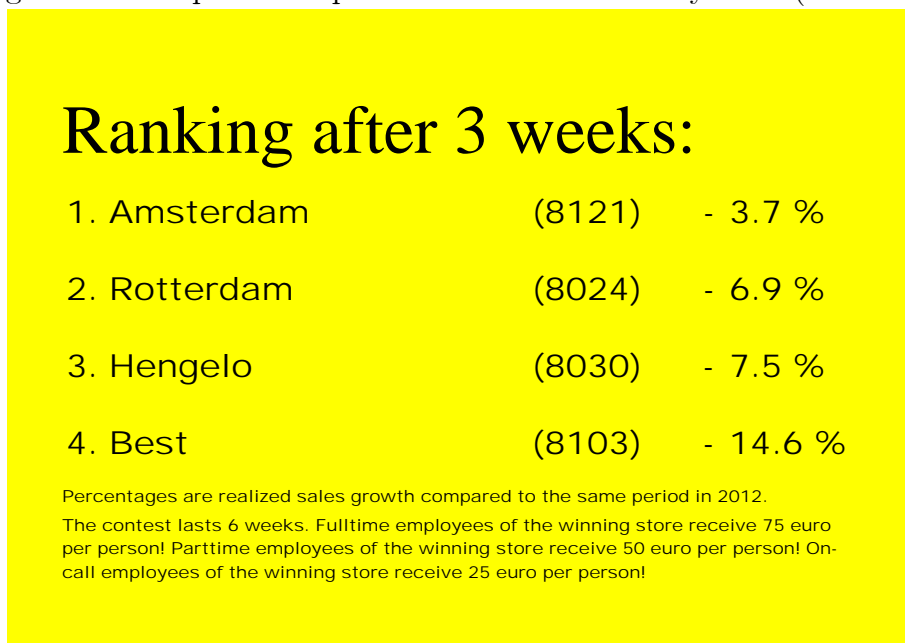 Ranking after 3 weeks:
1. Amsterdam (8121) - 3.7 %
2. Rotterdam (8024) - 6.9 %
3. Hengelo (8030) - 7.5 %
4. Best (8103) - 14.6 %
Percentages are realized sales growth compared to the same period in 2012.
The contest lasts 6 weeks. Fulltime employees of the winning store receive 75 euro
per person! Parttime employees of the winning store receive 50 euro per person! On-
call employees of the winning store receive 25 euro per person!